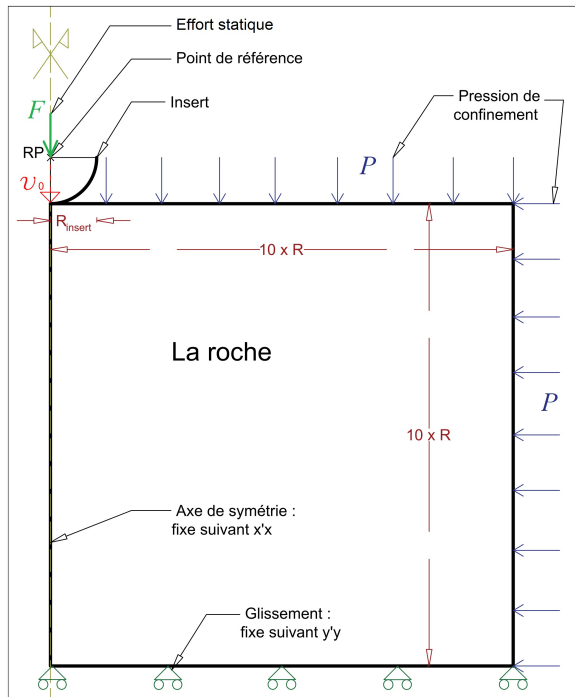 Effort statique
Point de référence
F
Insert
Pression de
confinement
RP
P
υ₀
R_insert
10 x R
La roche
P
10 x R
Axe de symétrie :
fixe suivant x'x
Glissement :
fixe suivant y'y